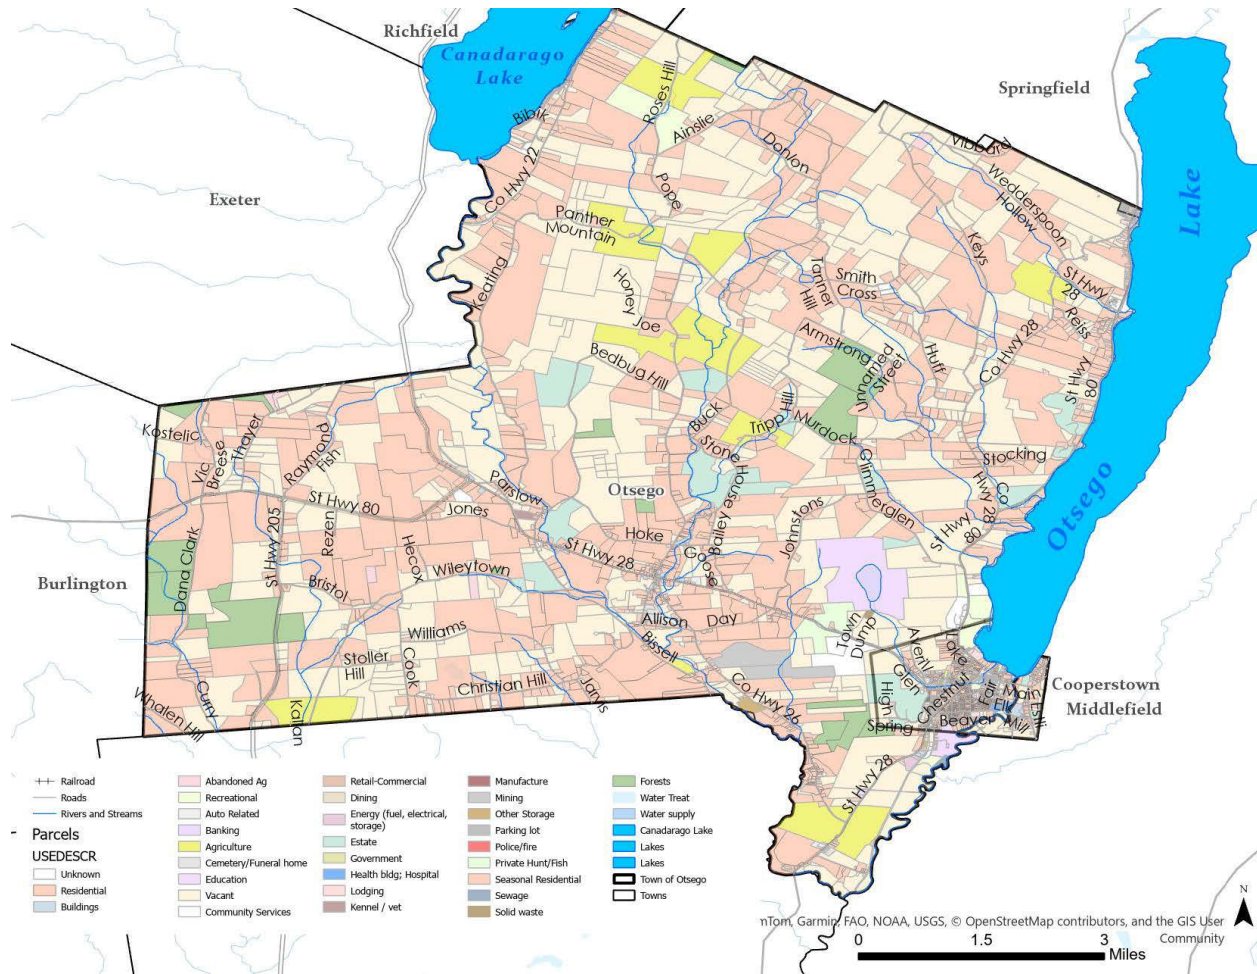 Richfield
Canadarago
Lake
Springfield
Exeter
Bibik
Co Hwy 22
Roses Hill
Ainslie
Donlon
Pope
Vibbard
Wedderspoon
Hollow
Keys
Lake
Panther
Mountain
Keating
Honey
Joe
Tanner
Hill
Smith
Cross
St Hwy
28
Reiss
Armstrong
Unnamed
Street
Huff
Co Hwy 28
St Hwy
80
Bedbug Hill
Buck
Tripp Hill
Murdock
Kostelic
Vic
Breese
Thayer
Raymond
Fish
Stone
House
Glimmerglen
Stocking
Co
Hwy 28
Parslow
Otsego
Otsego
St Hwy 80
Jones
St Hwy 205
Rezen
Hoke
Bailey
Johnstons
St Hwy
80
Burlington
Dana Clark
Hecox
Wileytown
St Hwy 28
Goose
Bristol
Allison
Day
Town
Dump
Averill
Lake
Williams
Bissell
Stoller
Hill
Cook
Glen
High
Chestnut
Fair
Main
Elk
Cooperstown
Middlefield
Christian Hill
Jarvis
Co Hwy 26
Whalen Hill
Curry
Kallan
Spring
Beaver
Mill
St Hwy 28
Railroad
Roads
Rivers and Streams
Parcels
USEDESCR
Unknown
Residential
Buildings
Abandoned Ag
Recreational
Auto Related
Banking
Agriculture
Cemetery/Funeral home
Education
Vacant
Community Services
Retail-Commercial
Dining
Energy (fuel, electrical,
storage)
Estate
Government
Health bldg; Hospital
Lodging
Kennel / vet
Manufacture
Mining
Other Storage
Parking lot
Police/fire
Private Hunt/Fish
Seasonal Residential
Sewage
Solid waste
Forests
Water Treat
Water supply
Canadarago Lake
Lakes
Lakes
Town of Otsego
Towns
N
nTom, Garmin, FAO, NOAA, USGS, © OpenStreetMap contributors, and the GIS User
Community
0 1.5 3
Miles